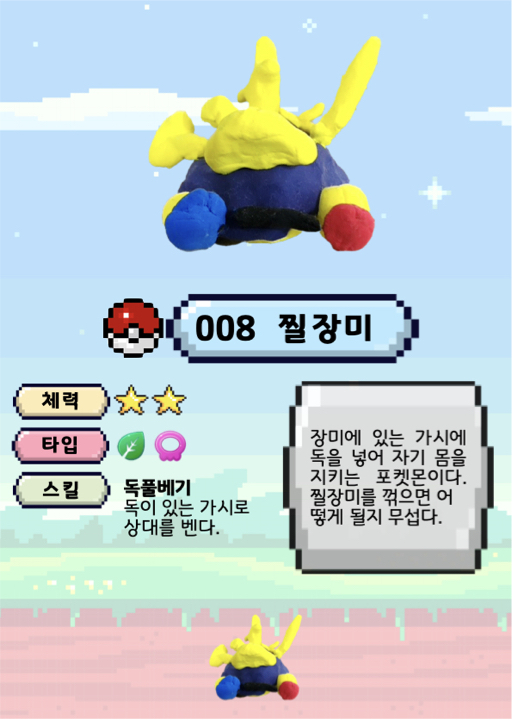 008 찔장미
체력
타입
스킬
독풀베기
독이 있는 가시로
상대를 벤다.
장미에 있는 가시에
독을 넣어 자기 몸을
지키는 포켓몬이다.
찔장미를 꺾으면 어
떻게 될지 무섭다.